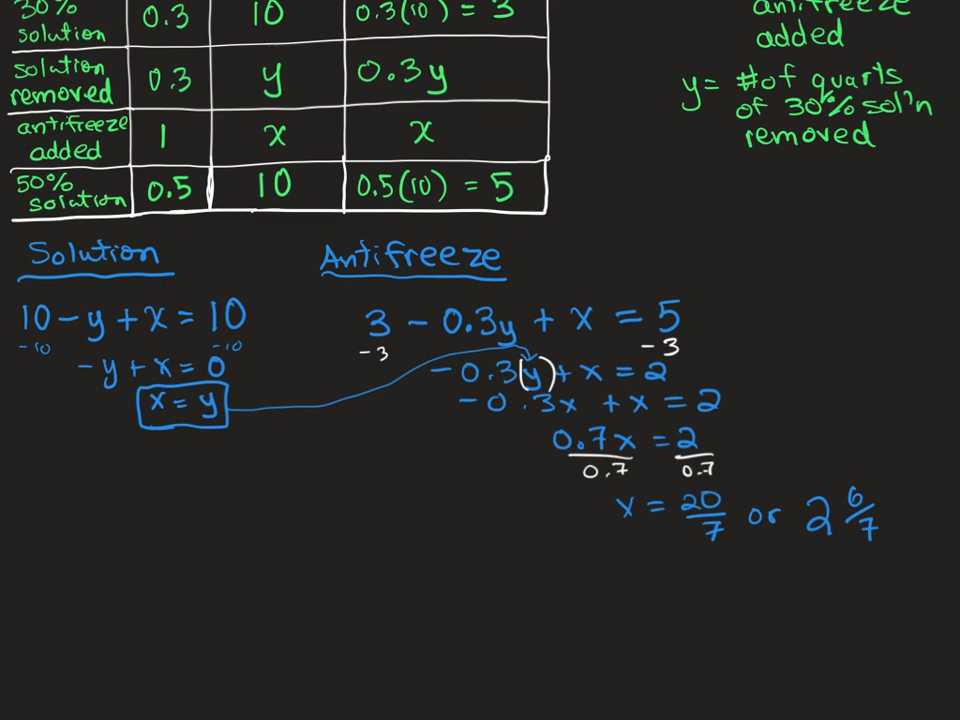 30% solution 0.3 10 0.3(10) = 3
antifreeze
added
solution removed 0.3 y 0.3y
y = # of quarts
of 30% sol'n
removed
antifreeze added 1 x x
50% solution 0.5 10 0.5(10) = 5
Solution
10 - y + x = 10
-10 -10
-y + x = 0
x = y
Antifreeze
3 - 0.3y + x = 5
-3 -3
-0.3(y) + x = 2
-0.3x + x = 2
0.7x = 2
0.7 0.7
x = 20/7 or 2 6/7